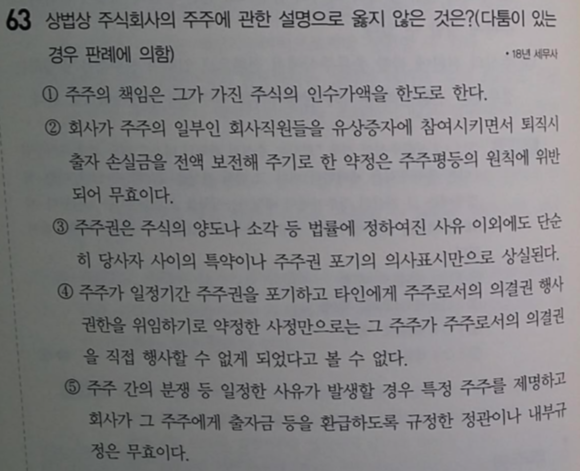 63 상법상 주식회사의 주주에 관한 설명으로 옳지 않은 것은?(다툼이 있는
경우 판례에 의함) • 18년 세무사
① 주주의 책임은 그가 가진 주식의 인수가액을 한도로 한다.
② 회사가 주주의 일부인 회사직원들을 유상증자에 참여시키면서 퇴직시
출자 손실금을 전액 보전해 주기로 한 약정은 주주평등의 원칙에 위반
되어 무효이다.
③ 주주권은 주식의 양도나 소각 등 법률에 정하여진 사유 이외에도 단순
히 당사자 사이의 특약이나 주주권 포기의 의사표시만으로 상실된다.
④ 주주가 일정기간 주주권을 포기하고 타인에게 주주로서의 의결권 행사
권한을 위임하기로 약정한 사정만으로는 그 주주가 주주로서의 의결권
을 직접 행사할 수 없게 되었다고 볼 수 없다.
⑤ 주주 간의 분쟁 등 일정한 사유가 발생할 경우 특정 주주를 제명하고
회사가 그 주주에게 출자금 등을 환급하도록 규정한 정관이나 내부규
정은 무효이다.